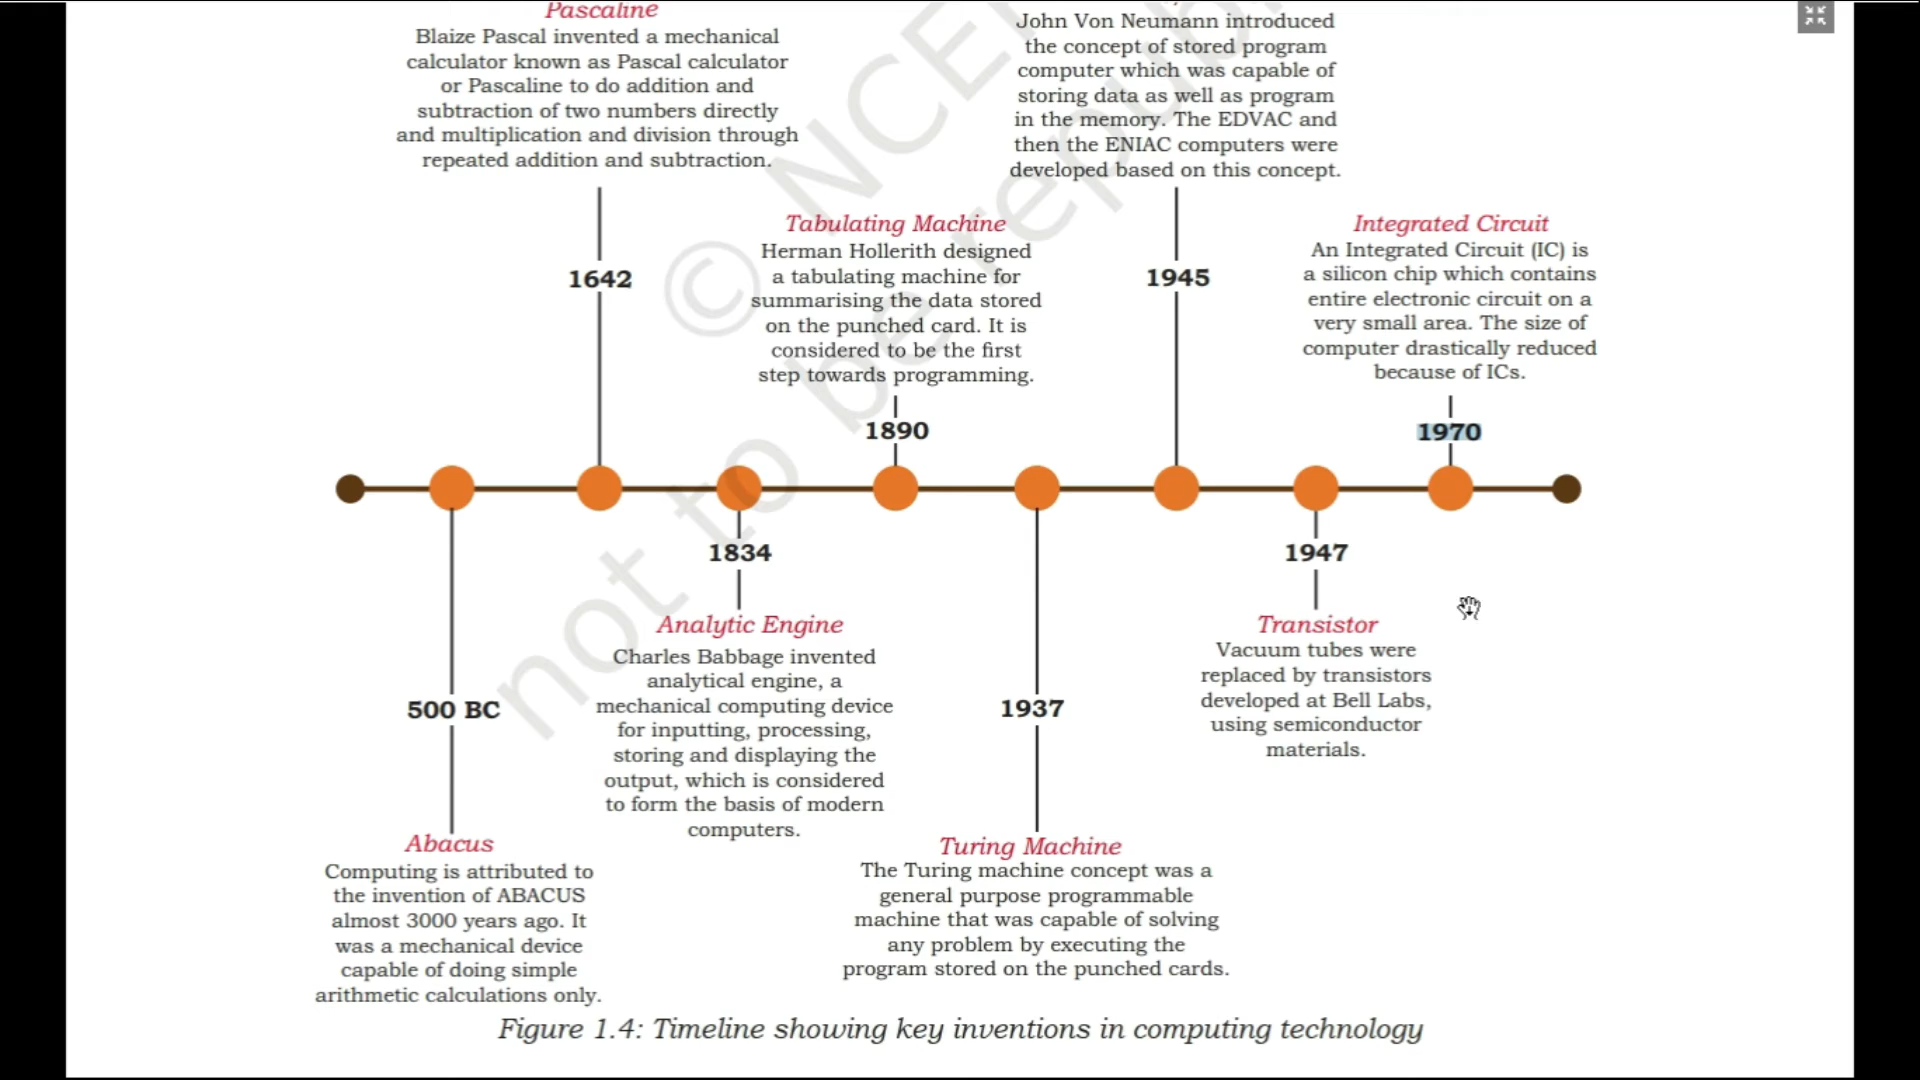 Pascaline
Blaize Pascal invented a mechanical
calculator known as Pascal calculator
or Pascaline to do addition and
subtraction of two numbers directly
and multiplication and division through
repeated addition and subtraction.
1642
John Von Neumann introduced
the concept of stored program
computer which was capable of
storing data as well as program
in the memory. The EDVAC and
then the ENIAC computers were
developed based on this concept.
1945
Tabulating Machine
Herman Hollerith designed
a tabulating machine for
summarising the data stored
on the punched card. It is
considered to be the first
step towards programming.
1890
Integrated Circuit
An Integrated Circuit (IC) is
a silicon chip which contains
entire electronic circuit on a
very small area. The size of
computer drastically reduced
because of ICs.
1970
500 BC
Abacus
Computing is attributed to
the invention of ABACUS
almost 3000 years ago. It
was a mechanical device
capable of doing simple
arithmetic calculations only.
1834
Analytic Engine
Charles Babbage invented
analytical engine, a
mechanical computing device
for inputting, processing,
storing and displaying the
output, which is considered
to form the basis of modern
computers.
1937
Turing Machine
The Turing machine concept was a
general purpose programmable
machine that was capable of solving
any problem by executing the
program stored on the punched cards.
1947
Transistor
Vacuum tubes were
replaced by transistors
developed at Bell Labs,
using semiconductor
materials.
Figure 1.4: Timeline showing key inventions in computing technology
©
not to be